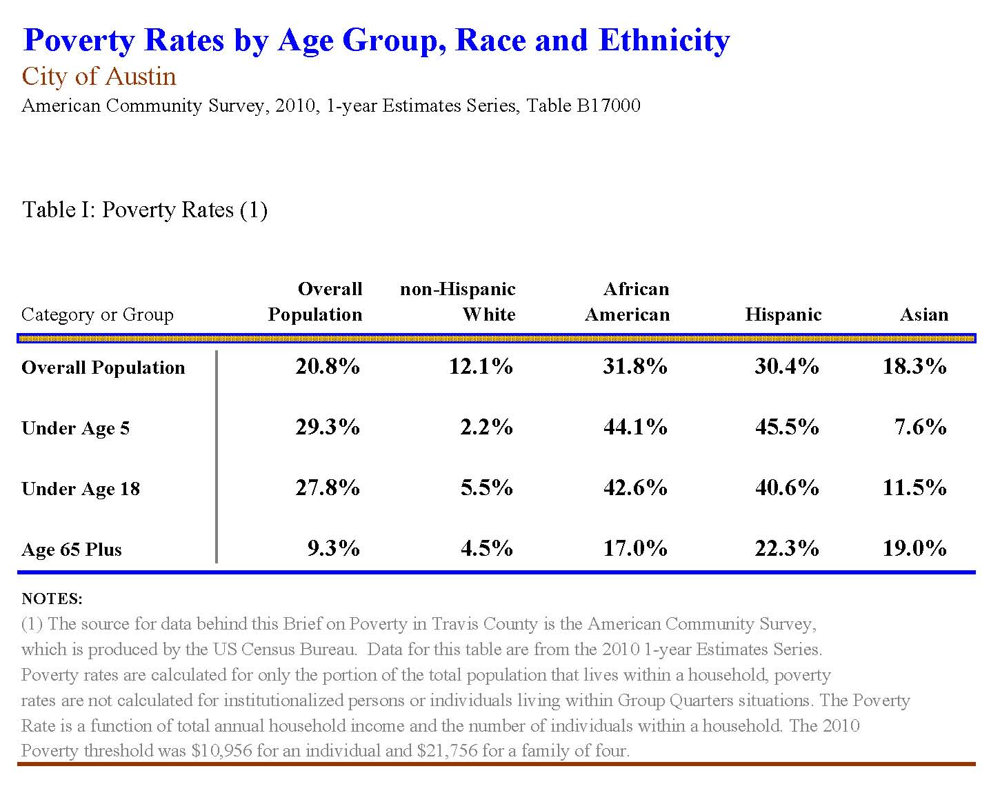 Poverty Rates by Age Group, Race and Ethnicity
City of Austin
American Community Survey, 2010, 1-year Estimates Series, Table B17000
Table I: Poverty Rates (1)
Overall non-Hispanic African
Category or Group Population White American Hispanic Asian
Overall Population 20.8% 12.1% 31.8% 30.4% 18.3%
Under Age 5 29.3% 2.2% 44.1% 45.5% 7.6%
Under Age 18 27.8% 5.5% 42.6% 40.6% 11.5%
Age 65 Plus 9.3% 4.5% 17.0% 22.3% 19.0%
NOTES:
(1) The source for data behind this Brief on Poverty in Travis County is the American Community Survey,
which is produced by the US Census Bureau.  Data for this table are from the 2010 1-year Estimates Series.
Poverty rates are calculated for only the portion of the total population that lives within a household, poverty
rates are not calculated for institutionalized persons or individuals living within Group Quarters situations. The Poverty
Rate is a function of total annual household income and the number of individuals within a household. The 2010
Poverty threshold was $10,956 for an individual and $21,756 for a family of four.